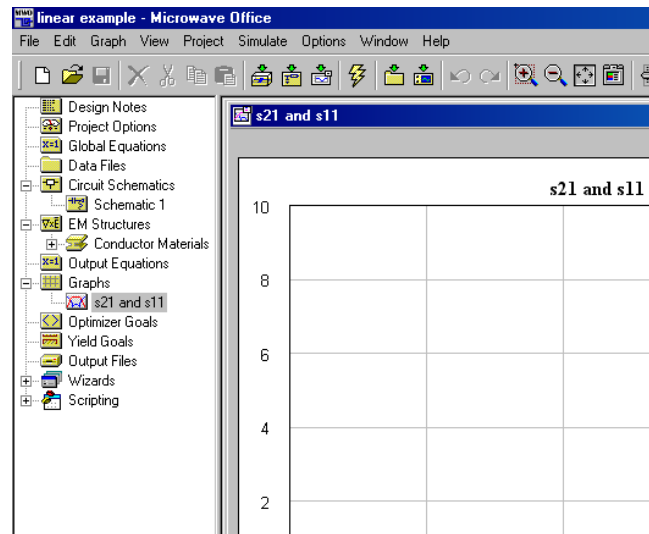 linear example - Microwave Office
File Edit Graph View Project Simulate Options Window Help
Design Notes
Project Options
Global Equations
Data Files
Circuit Schematics
Schematic 1
EM Structures
Conductor Materials
Output Equations
Graphs
s21 and s11
Optimizer Goals
Yield Goals
Output Files
Wizards
Scripting
s21 and s11
s21 and s11
10
8
6
4
2